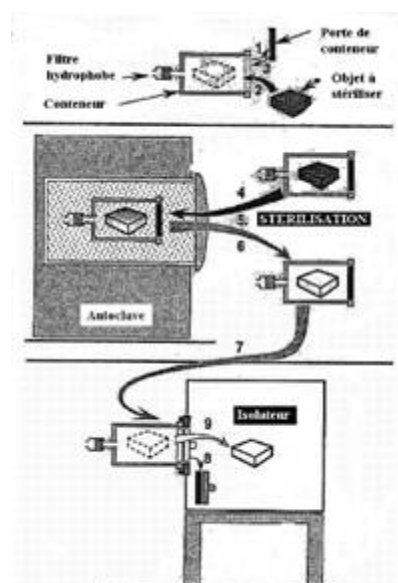 1
Porte de
conteneur
3
Filtre
hydrophobe
2
Objet à
stériliser
Conteneur
4
5
STERILISATION
6
Autoclave
7
Isolateur
9
8